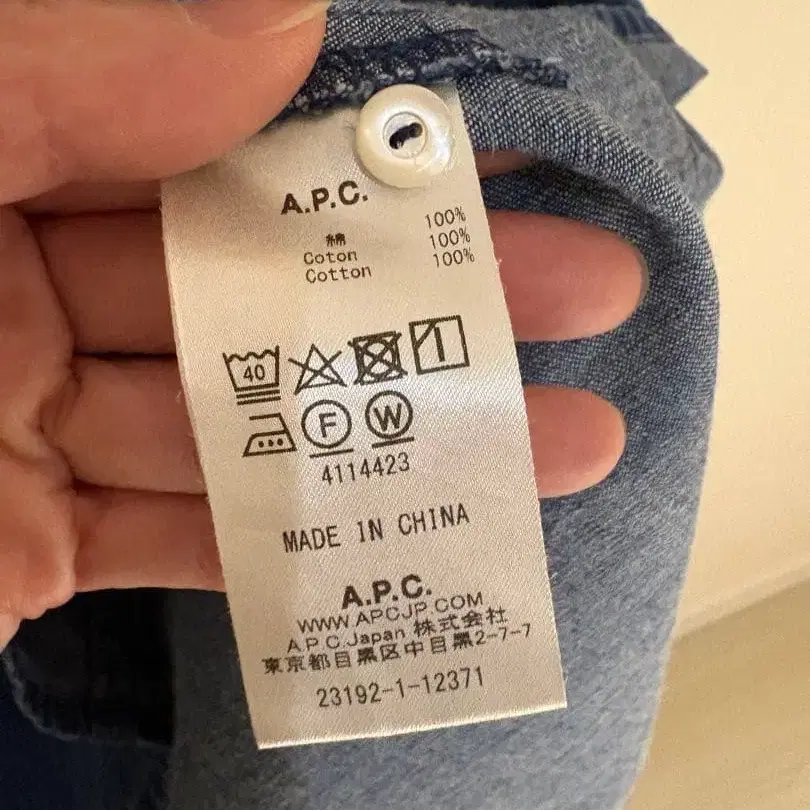 A.P.C.
綿 100%
Coton 100%
Cotton 100%
40
F W
4114423
MADE IN CHINA
A.P.C.
WWW.APCJP.COM
A.P.C.Japan 株式会社
東京都目黒区中目黒2-7-7
23192-1-12371